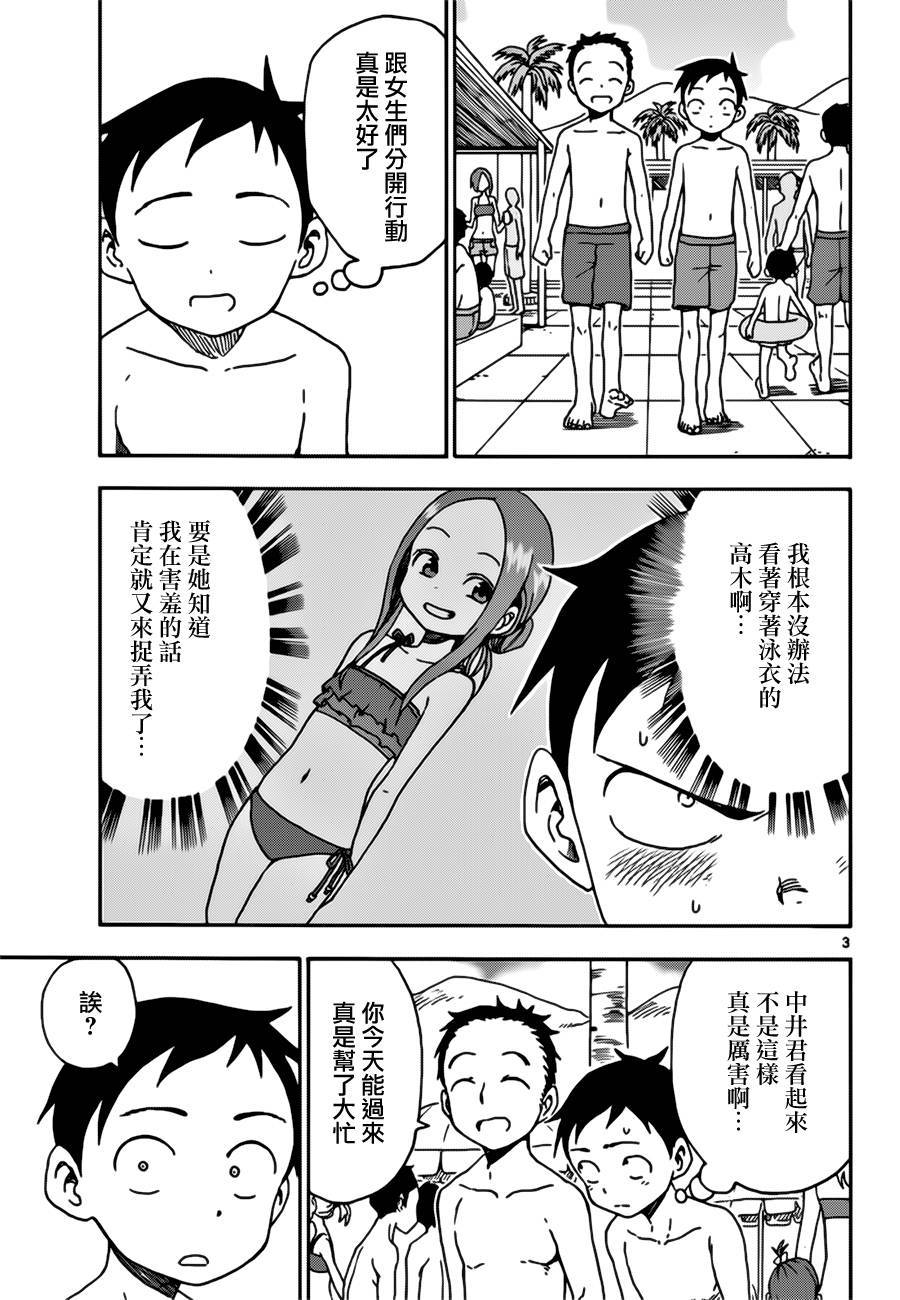 跟女生們分開行動
真是太好了
我根本沒辦法
看著穿著泳衣的
高木啊…
要是她知道
我在害羞的話
肯定就又來捉弄我了…
3
中井君看起來
不是這樣
真是厲害啊…
你今天能過來
真是幫了大忙
誒?